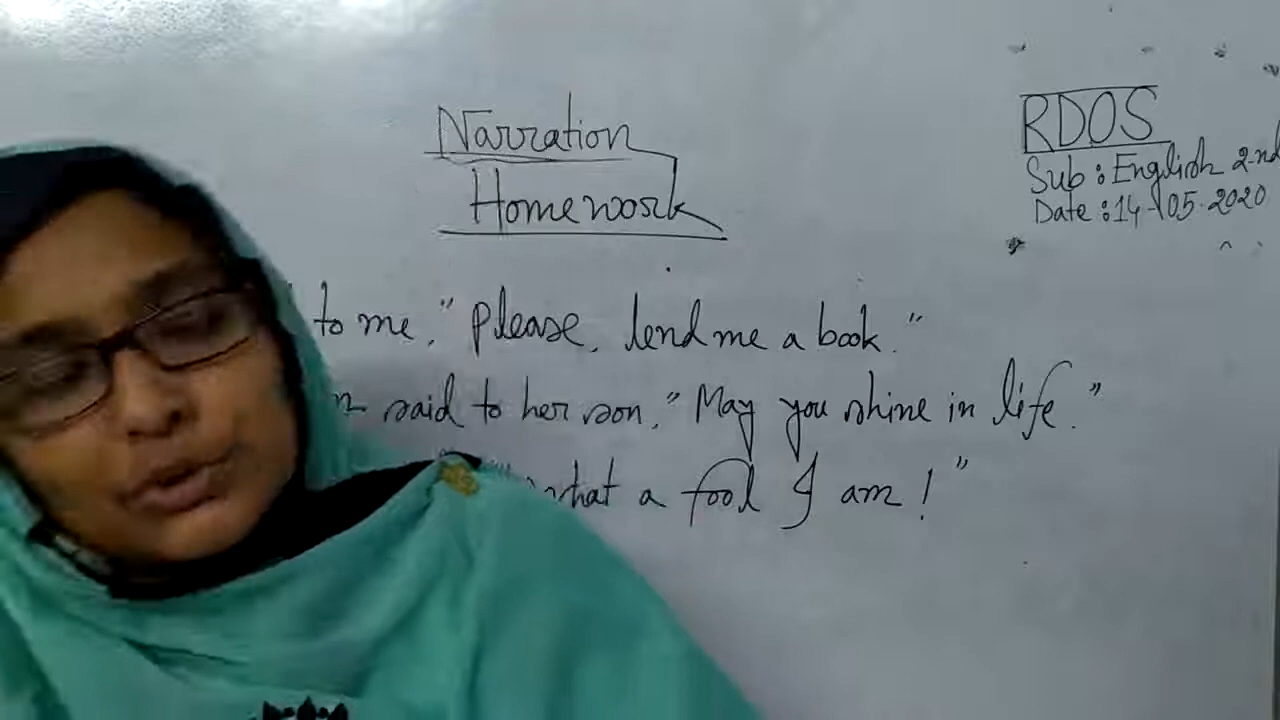 Narration
Homework
RDOS
Sub : English 2nd
Date : 14-05-2020
to me, "Please, lend me a book."
said to her son, "May you shine in life."
what a fool I am!"